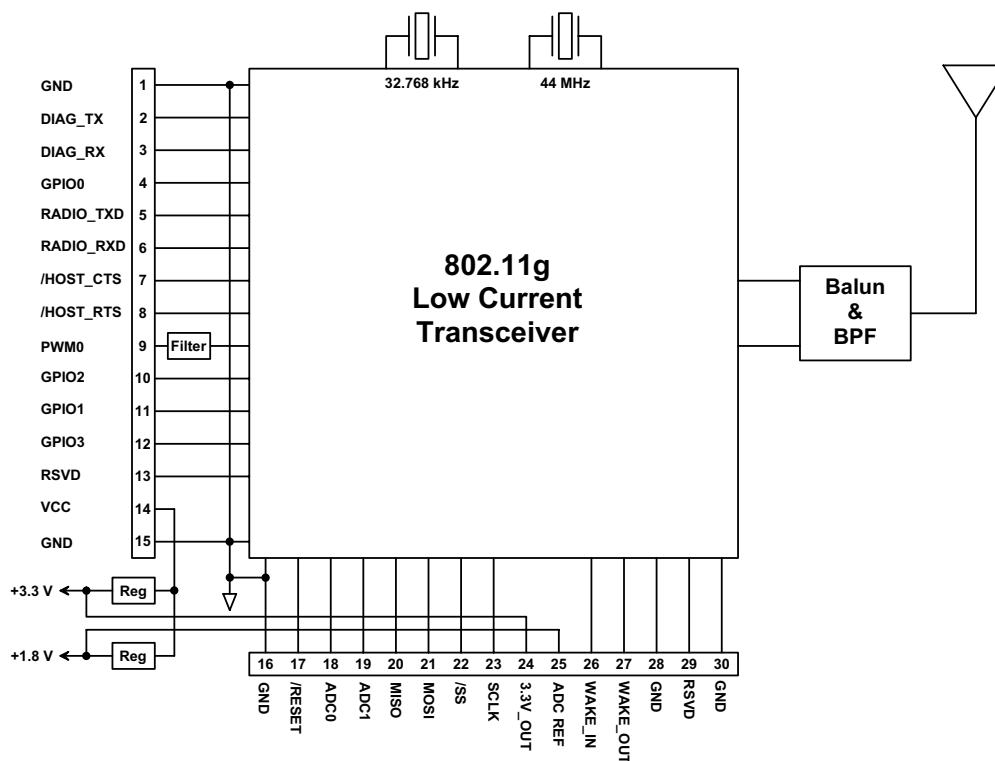 32.768 kHz
44 MHz
GND 1
DIAG_TX 2
DIAG_RX 3
GPIO0 4
RADIO_TXD 5
RADIO_RXD 6
/HOST_CTS 7
/HOST_RTS 8
PWM0 9 Filter
GPIO2 10
GPIO1 11
GPIO3 12
RSVD 13
VCC 14
GND 15
802.11g
Low Current
Transceiver
Balun
&
BPF
+3.3 V Reg
+1.8 V Reg
16 17 18 19 20 21 22 23 24 25 26 27 28 29 30
GND
/RESET
ADC0
ADC1
MISO
MOSI
/SS
SCLK
3.3V_OUT
ADC REF
WAKE_IN
WAKE_OUT
GND
RSVD
GND